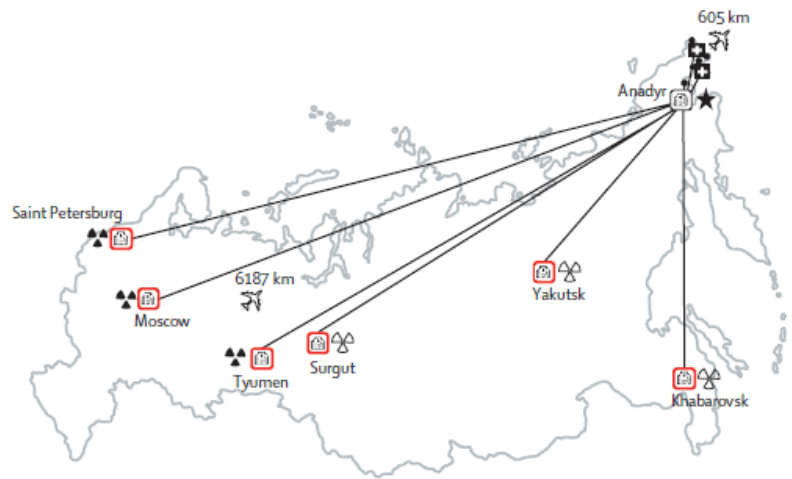 605 km
Anadyr
Saint Petersburg
6187 km
Yakutsk
Moscow
Surgut
Tyumen
Khabarovsk